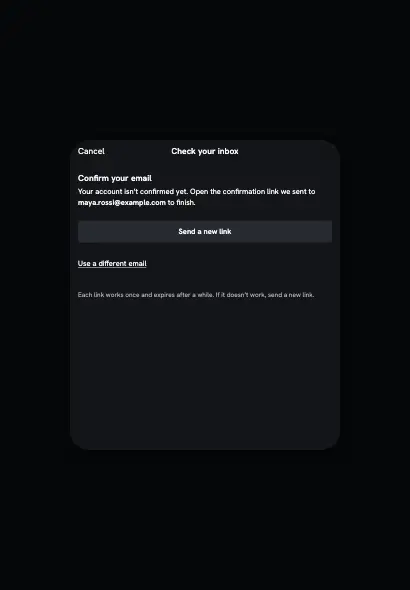 Cancel
Check your inbox
Confirm your email
Your account isn't confirmed yet. Open the confirmation link we sent to
maya.rossi@example.com to finish.
Send a new link
Use a different email
Each link works once and expires after a while. If it doesn't work, send a new link.